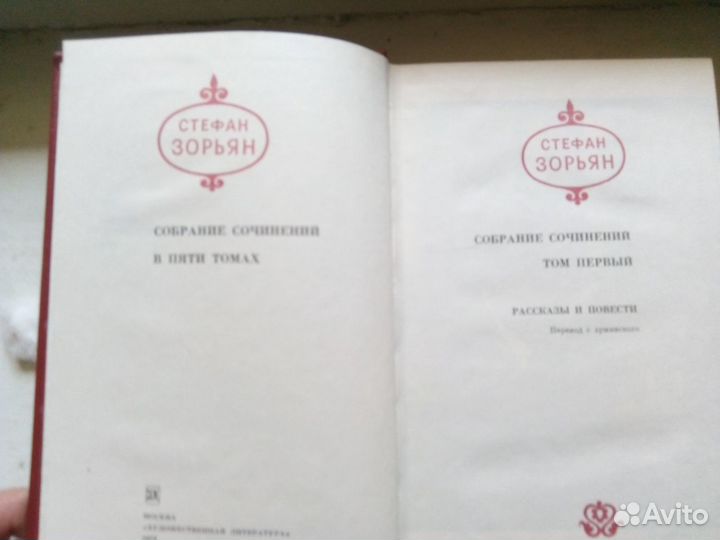 СТЕФАН
ЗОРЬЯН
СОБРАНИЕ СОЧИНЕНИЙ
В ПЯТИ ТОМАХ
МОСКВА
«ХУДОЖЕСТВЕННАЯ ЛИТЕРАТУРА»
СТЕФАН
ЗОРЬЯН
СОБРАНИЕ СОЧИНЕНИЙ
ТОМ ПЕРВЫЙ
РАССКАЗЫ И ПОВЕСТИ
Перевод с армянского
Avito